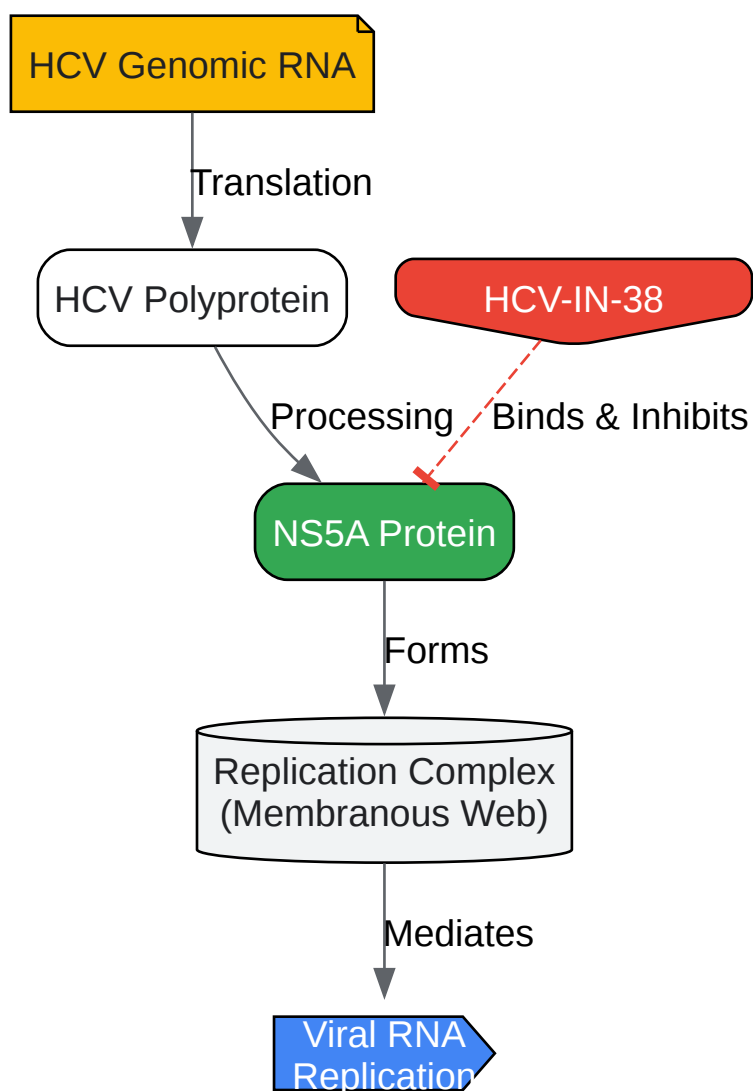 HCV Genomic RNA
Translation
HCV Polyprotein
HCV-IN-38
Processing
Binds & Inhibits
NS5A Protein
Forms
Replication Complex
(Membranous Web)
Mediates
Viral RNA
Replication